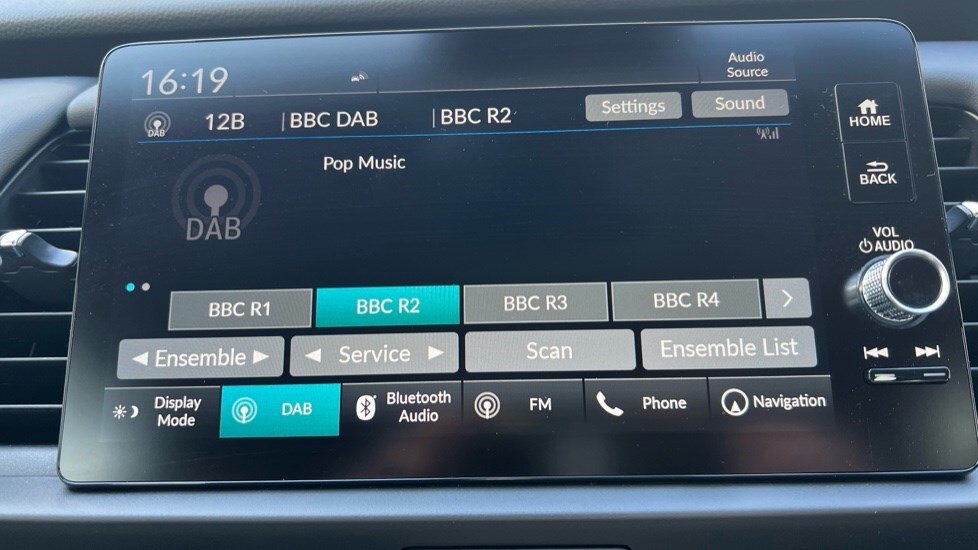 16:19
Audio
Source
DAB
12B
BBC DAB
BBC R2
Settings
Sound
HOME
Pop Music
DAB
BACK
VOL
AUDIO
BBC R1
BBC R2
BBC R3
BBC R4
Ensemble
Service
Scan
Ensemble List
Display
Mode
DAB
Bluetooth
Audio
FM
Phone
Navigation